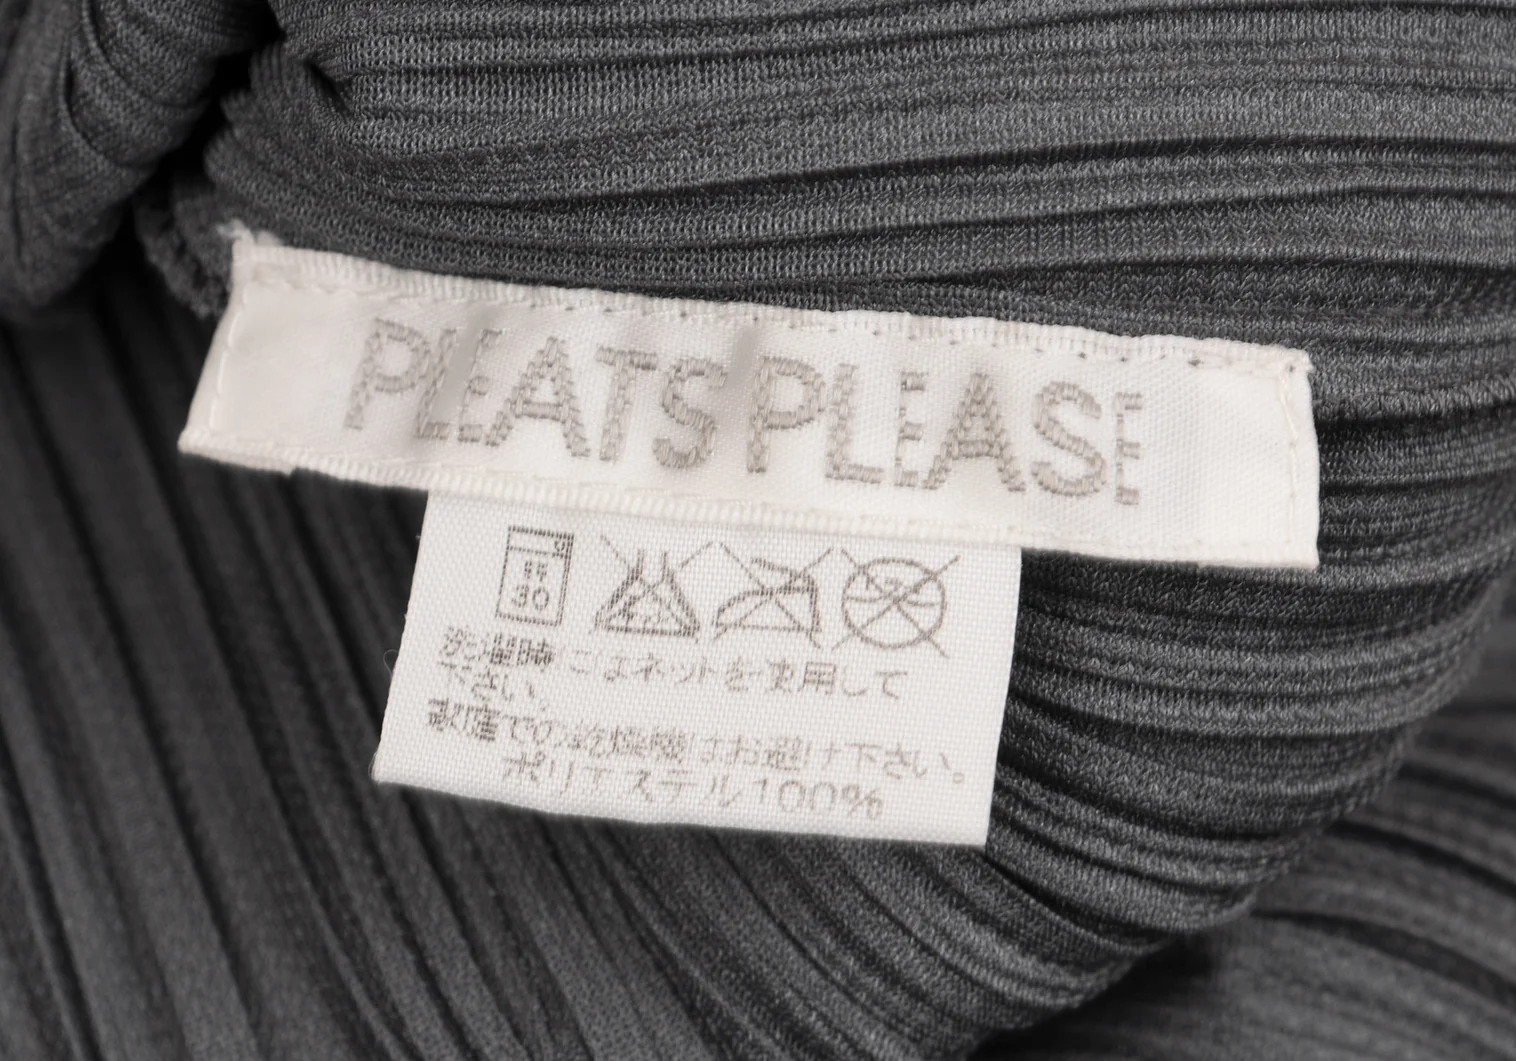 PLEATS PLEASE
弱
30
洗濯時にはネットを使用して
下さい。
家庭での乾燥機はお避け下さい。
ポリエステル100%